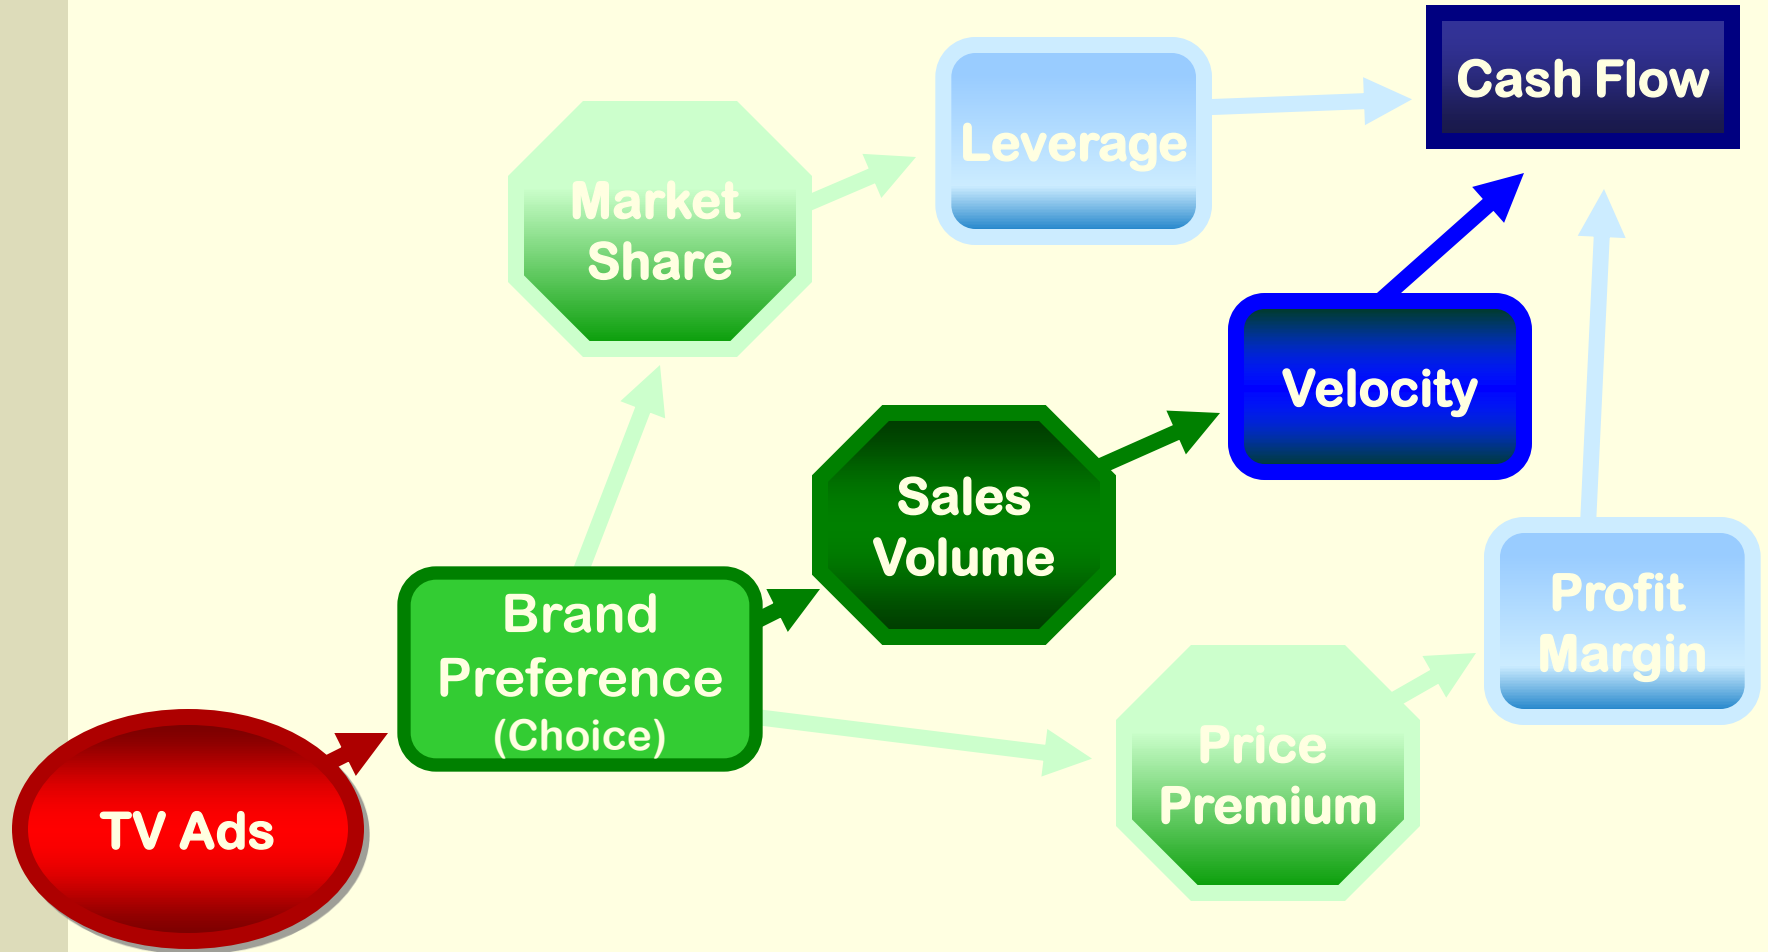 Cash Flow
Leverage
Market
Share
Velocity
Sales
Volume
Profit
Margin
Brand
Preference
(Choice)
Price
Premium
TV Ads